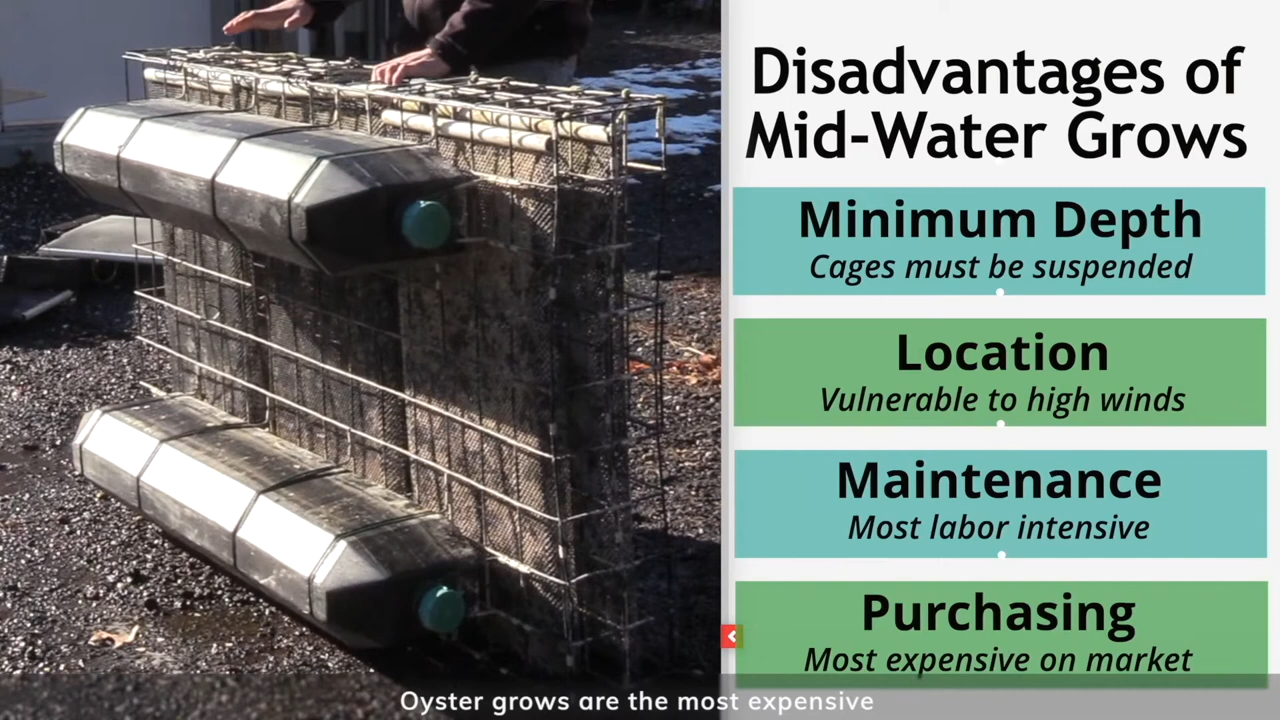 Disadvantages of
Mid-Water Grows
Minimum Depth
Cages must be suspended
Location
Vulnerable to high winds
Maintenance
Most labor intensive
Purchasing
Most expensive on market
Oyster grows are the most expensive